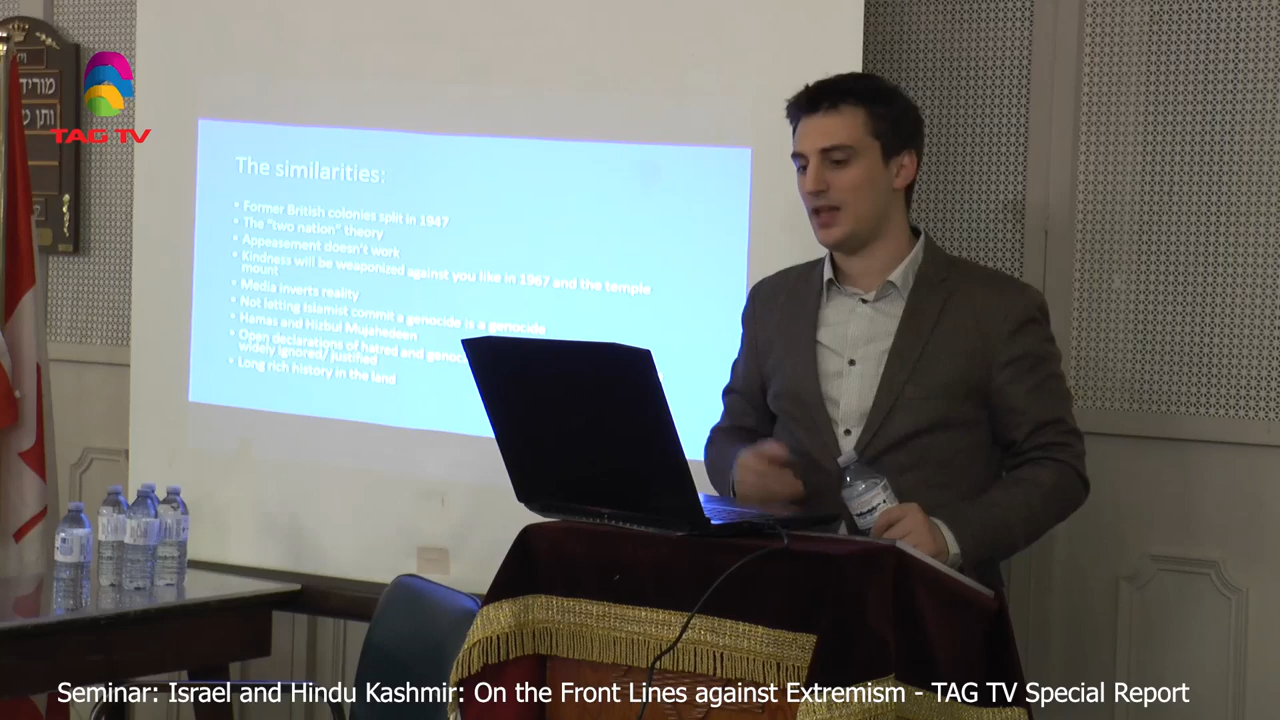 מוריד
ותן ט
TAG TV
The similarities:
• Former British colonies split in 1947
• The "two nation" theory
• Appeasement doesn't work
• Kindness will be weaponized against you like in 1967 and the temple
mount
• Media inverts reality
• Not letting Islamist commit a genocide is a genocide
• Hamas and Hizbul Mujahedeen
• Open declarations of hatred and genoc
widely ignored/ justified
• Long rich history in the land
Seminar: Israel and Hindu Kashmir: On the Front Lines against Extremism - TAG TV Special Report